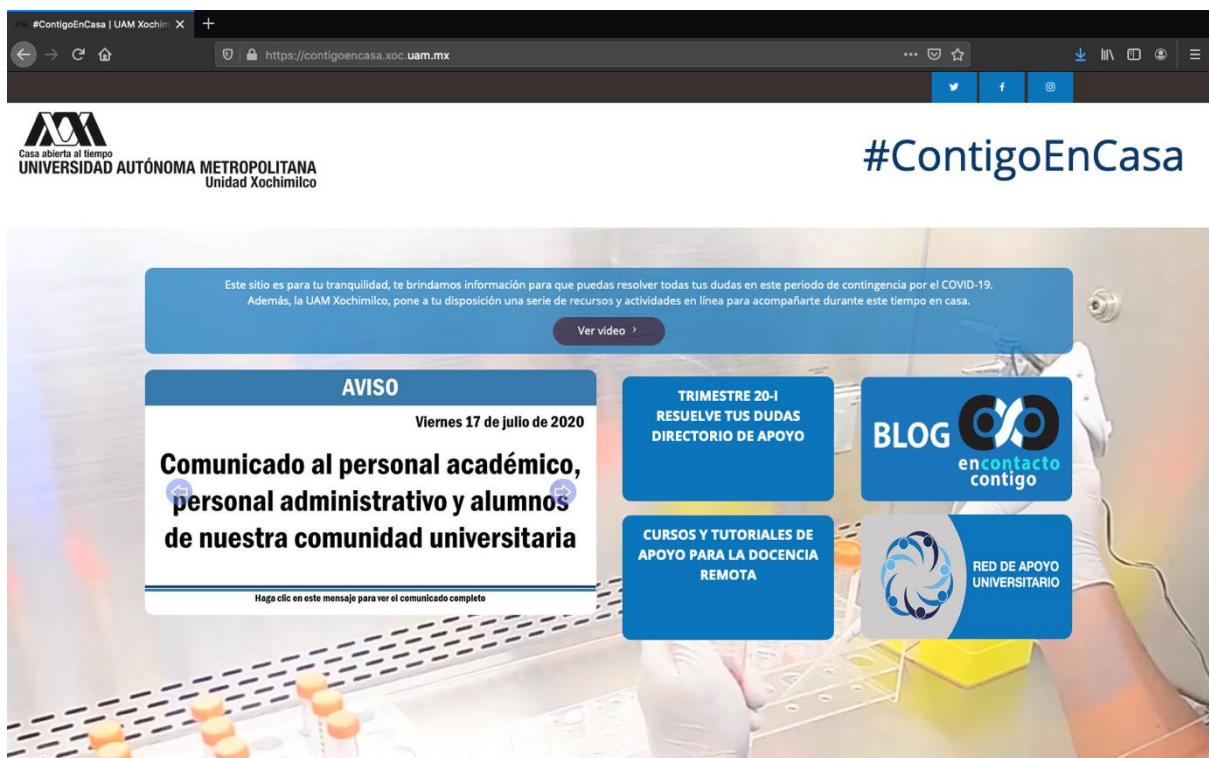 #ContigoEnCasa | UAM Xochim
https://contigoencasa.xoc.uam.mx
Casa abierta al tiempo
UNIVERSIDAD AUTÓNOMA METROPOLITANA
Unidad Xochimilco
#ContigoEnCasa
Este sitio es para tu tranquilidad, te brindamos información para que puedas resolver todas tus dudas en este periodo de contingencia por el COVID-19.
Además, la UAM Xochimilco, pone a tu disposición una serie de recursos y actividades en línea para acompañarte durante este tiempo en casa.
Ver video
AVISO
Viernes 17 de julio de 2020
Comunicado al personal académico,
personal administrativo y alumnos
de nuestra comunidad universitaria
Haga clic en este mensaje para ver el comunicado completo
TRIMESTRE 20-I
RESUELVE TUS DUDAS
DIRECTORIO DE APOYO
BLOG
encontacto
contigo
CURSOS Y TUTORIALES DE
APOYO PARA LA DOCENCIA
REMOTA
RED DE APOYO
UNIVERSITARIO